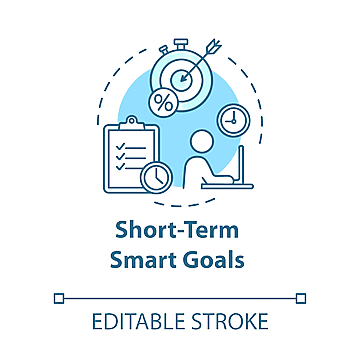 %
Short-Term
Smart Goals
EDITABLE STROKE